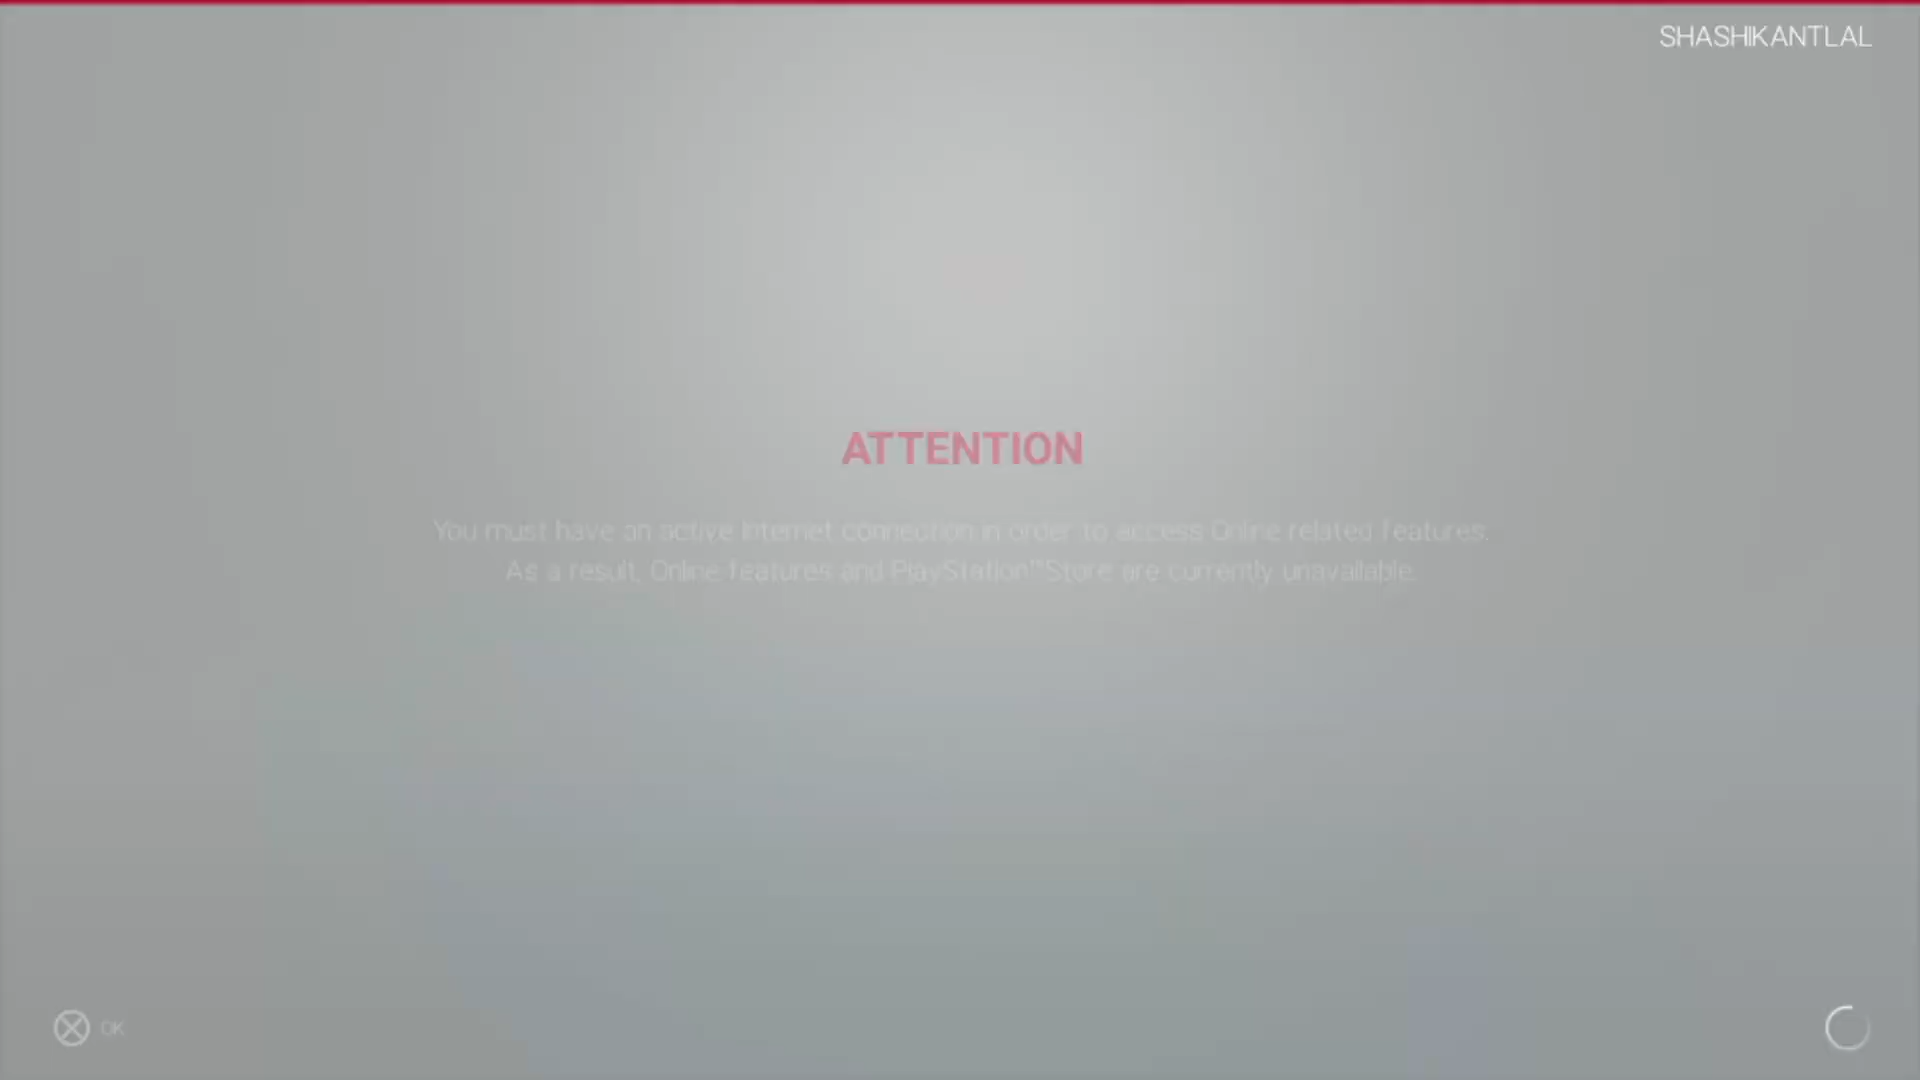 SHASHIKANTLAL
ATTENTION
You must have an active Internet connection in order to access Online related features.
As a result, Online features and PlayStation™Store are currently unavailable.
OK